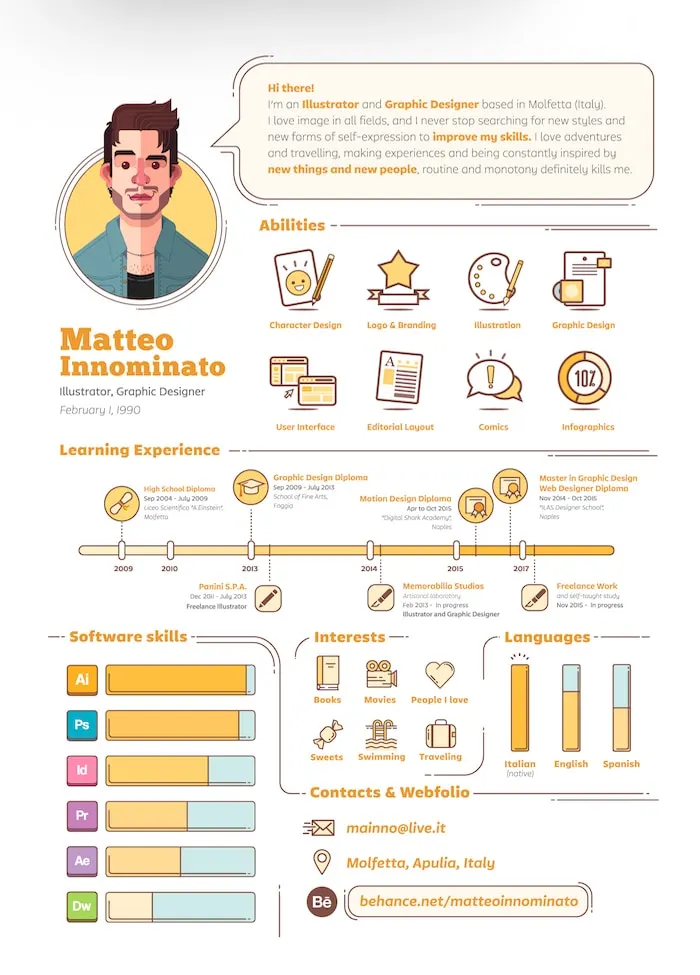 Hi there!
I'm an Illustrator and Graphic Designer based in Molfetta (Italy).
I love image in all fields, and I never stop searching for new styles and
new forms of self-expression to improve my skills. I love adventures
and travelling, making experiences and being constantly inspired by
new things and new people, routine and monotony definitely kills me.
Matteo
Innominato
Illustrator, Graphic Designer
February 1, 1990
Abilities
Character Design
Logo & Branding
Illustration
Graphic Design
A
10%
User Interface
Editorial Layout
Comics
Infographics
Learning Experience
High School Diploma
Sep 2004 - July 2009
Liceo Scientifico "A.Einstein",
Molfetta
Graphic Design Diploma
Sep 2009 - July 2013
School of Fine Arts,
Foggia
Motion Design Diploma
Apr to Oct 2015
"Digital Shark Academy",
Naples
Master in Graphic Design
Web Designer Diploma
Nov 2014 - Oct 2015
"ILAS Designer School",
Naples
2009
2010
2013
2014
2015
2017
Panini S.P.A.
Dec 2011 - July 2013
Freelance Illustrator
Memorabilia Studios
Artisanal laboratory
Feb 2013 - In progress
Illustrator and Graphic Designer
Freelance Work
and self-taught study
Nov 2015 - In progress
Software skills
Ai
Ps
Id
Pr
Ae
Dw
Interests
Books
Movies
People I love
Sweets
Swimming
Traveling
Languages
Italian
(native)
English
Spanish
Contacts & Webfolio
mainno@live.it
Molfetta, Apulia, Italy
Bē
behance.net/matteoinnominato